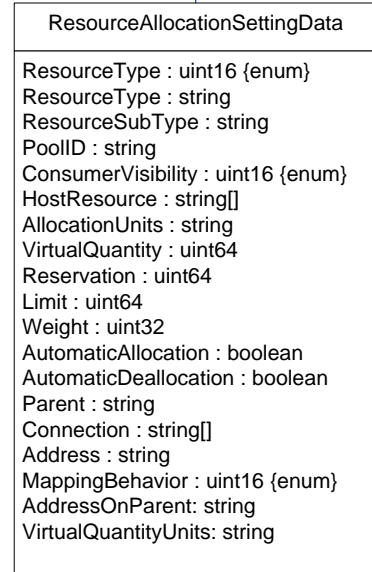 ResourceAllocationSettingData
ResourceType : uint16 {enum}
ResourceType : string
ResourceSubType : string
PoolID : string
ConsumerVisibility : uint16 {enum}
HostResource : string[]
AllocationUnits : string
VirtualQuantity : uint64
Reservation : uint64
Limit : uint64
Weight : uint32
AutomaticAllocation : boolean
AutomaticDeallocation : boolean
Parent : string
Connection : string[]
Address : string
MappingBehavior : uint16 {enum}
AddressOnParent: string
VirtualQuantityUnits: string